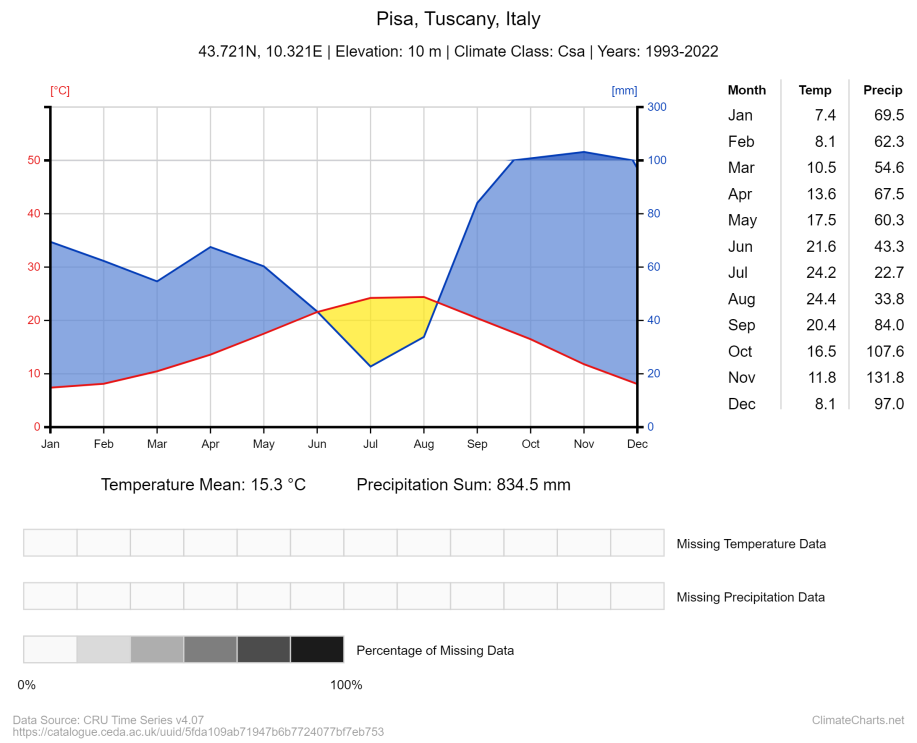 Pisa, Tuscany, Italy
43.721N, 10.321E | Elevation: 10 m | Climate Class: Csa | Years: 1993-2022
[°C] [mm]
300
50 100
40 80
30 60
20 40
10 20
0 0
Jan Feb Mar Apr May Jun Jul Aug Sep Oct Nov Dec
Month Temp Precip
Jan 7.4 69.5
Feb 8.1 62.3
Mar 10.5 54.6
Apr 13.6 67.5
May 17.5 60.3
Jun 21.6 43.3
Jul 24.2 22.7
Aug 24.4 33.8
Sep 20.4 84.0
Oct 16.5 107.6
Nov 11.8 131.8
Dec 8.1 97.0
Temperature Mean: 15.3 °C Precipitation Sum: 834.5 mm
Missing Temperature Data
Missing Precipitation Data
Percentage of Missing Data
0% 100%
Data Source: CRU Time Series v4.07 ClimateCharts.net
https://catalogue.ceda.ac.uk/uuid/5fda109ab71947b6b7724077bf7eb753